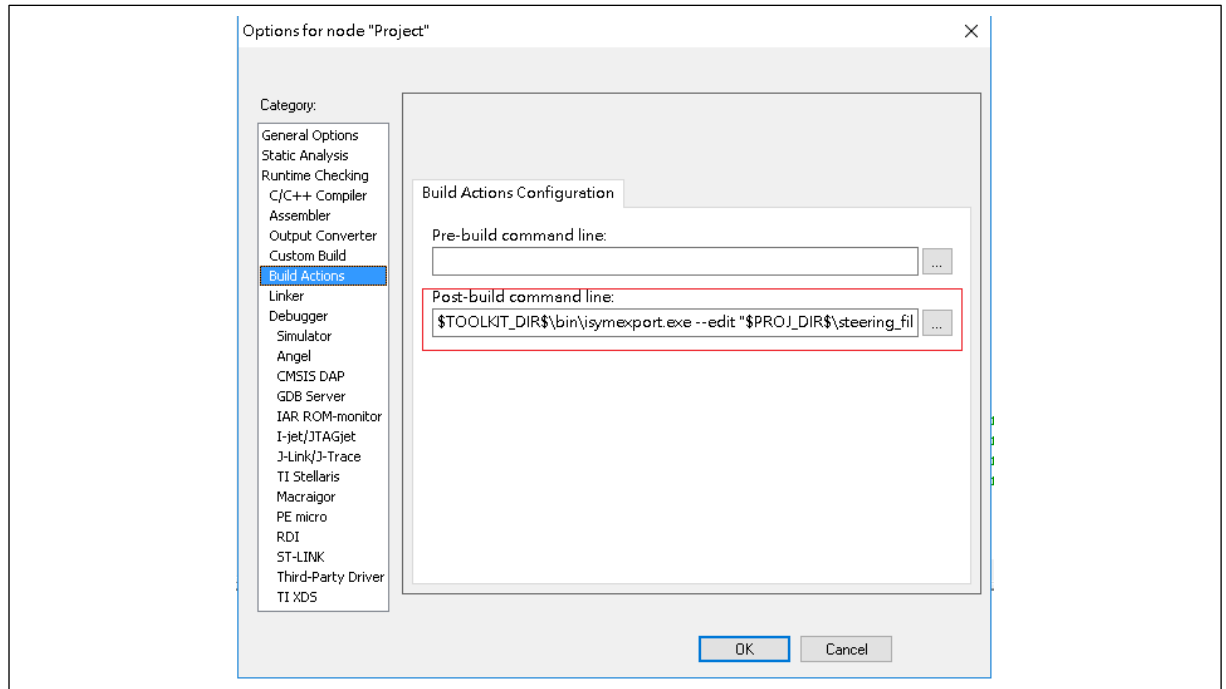 Options for node "Project"
Category:
General Options
Static Analysis
Runtime Checking
C/C++ Compiler
Assembler
Output Converter
Custom Build
Build Actions
Linker
Debugger
Simulator
Angel
CMSIS DAP
GDB Server
IAR ROM-monitor
I-jet/JTAGjet
J-Link/J-Trace
TI Stellaris
Macraigor
PE micro
RDI
ST-LINK
Third-Party Driver
TI XDS
Build Actions Configuration
Pre-build command line:
...
Post-build command line:
$TOOLKIT_DIR$\bin\isymexport.exe --edit "$PROJ_DIR$\steering_fil
...
OK
Cancel